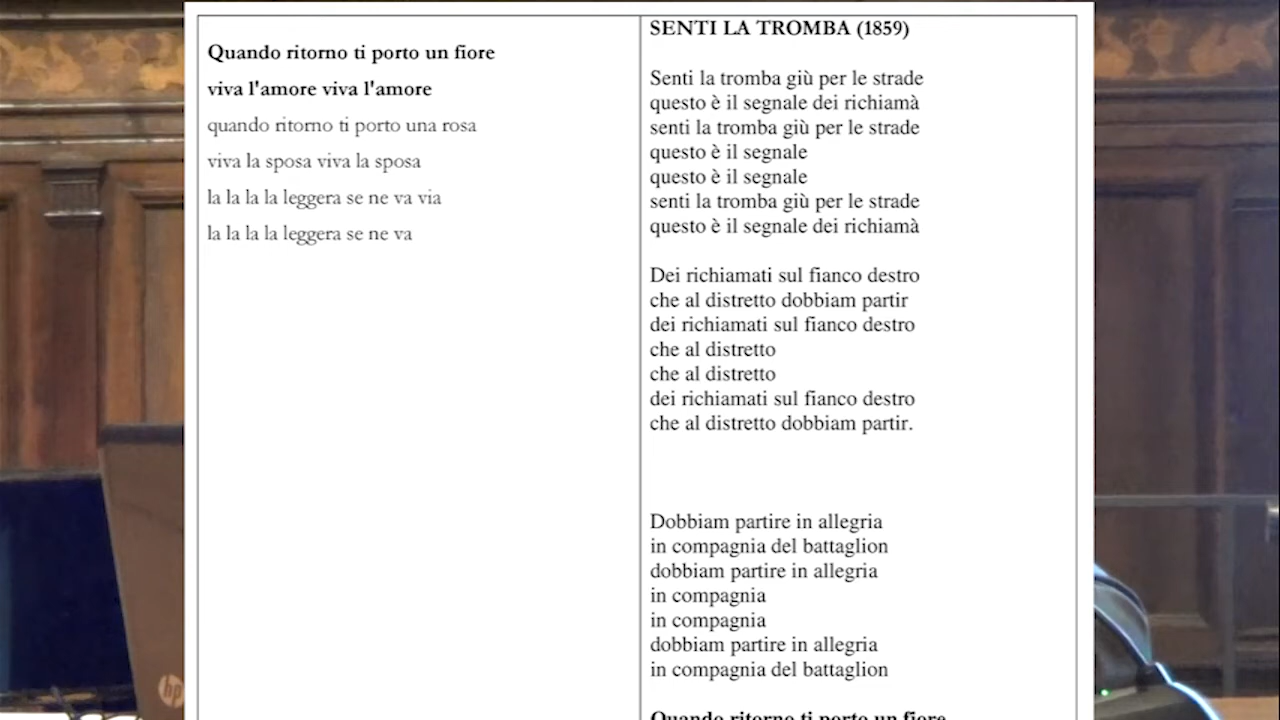 Quando ritorno ti porto un fiore
viva l'amore viva l'amore
quando ritorno ti porto una rosa
viva la sposa viva la sposa
la la la la leggera se ne va via
la la la la leggera se ne va
SENTI LA TROMBA (1859)
Senti la tromba giù per le strade
questo è il segnale dei richiamà
senti la tromba giù per le strade
questo è il segnale
questo è il segnale
senti la tromba giù per le strade
questo è il segnale dei richiamà
Dei richiamati sul fianco destro
che al distretto dobbiam partir
dei richiamati sul fianco destro
che al distretto
che al distretto
dei richiamati sul fianco destro
che al distretto dobbiam partir.
Dobbiam partire in allegria
in compagnia del battaglion
dobbiam partire in allegria
in compagnia
in compagnia
dobbiam partire in allegria
in compagnia del battaglion
Quando ritorno ti porto un fiore
hp